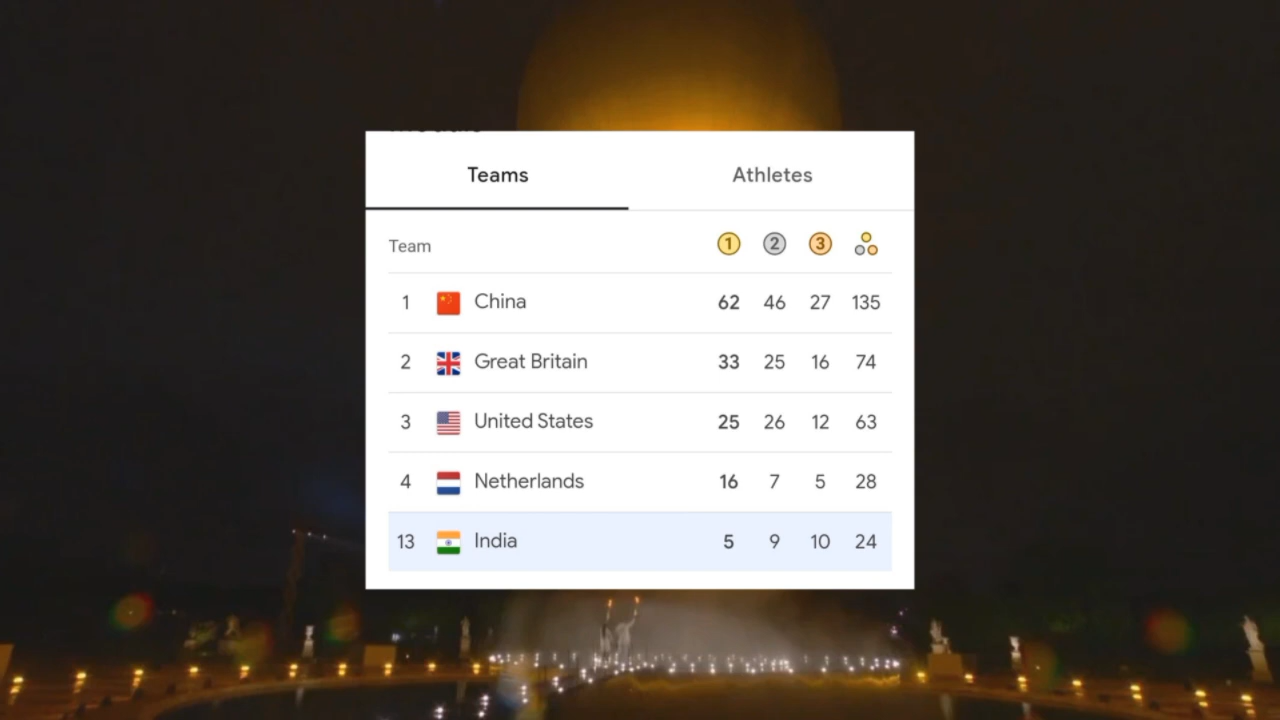 Teams Athletes
Team 1 2 3
1 China 62 46 27 135
2 Great Britain 33 25 16 74
3 United States 25 26 12 63
4 Netherlands 16 7 5 28
13 India 5 9 10 24